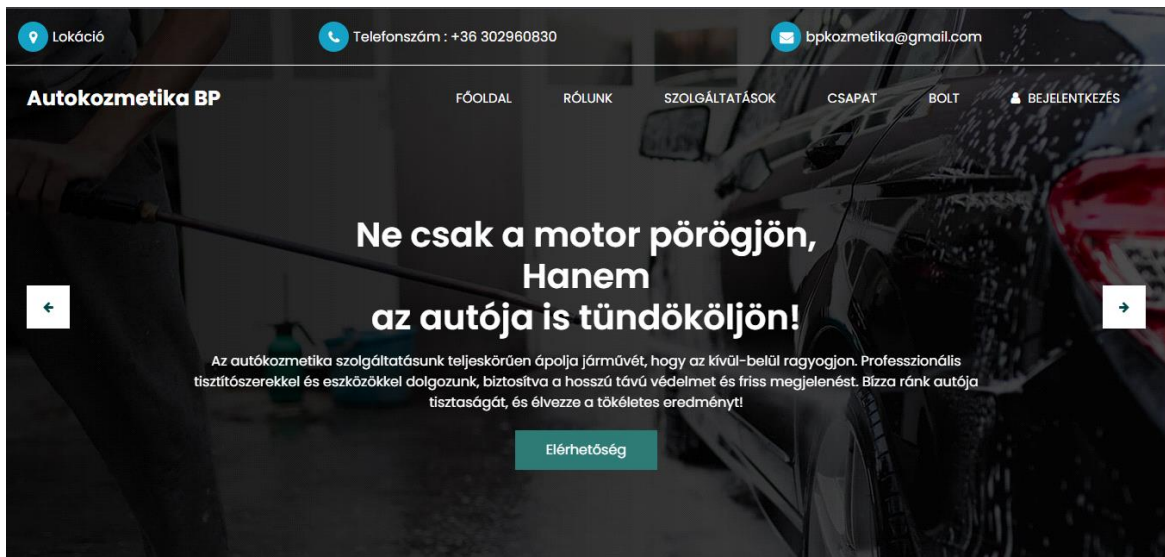 Lokáció
Telefonszám : +36 302960830
bpkozmetika@gmail.com
Autokozmetika BP
FŐOLDAL
RÓLUNK
SZOLGÁLTATÁSOK
CSAPAT
BOLT
BEJELENTKEZÉS
Ne csak a motor pörögjön,
Hanem
az autója is tündököljön!
Az autókozmetika szolgáltatásunk teljeskörűen ápolja járművét, hogy az kívül-belül ragyogjon. Professzionális
tisztítószerekkel és eszközökkel dolgozunk, biztosítva a hosszú távú védelmet és friss megjelenést. Bízza ránk autója
tisztaságát, és élvezze a tökéletes eredményt!
Elérhetőség